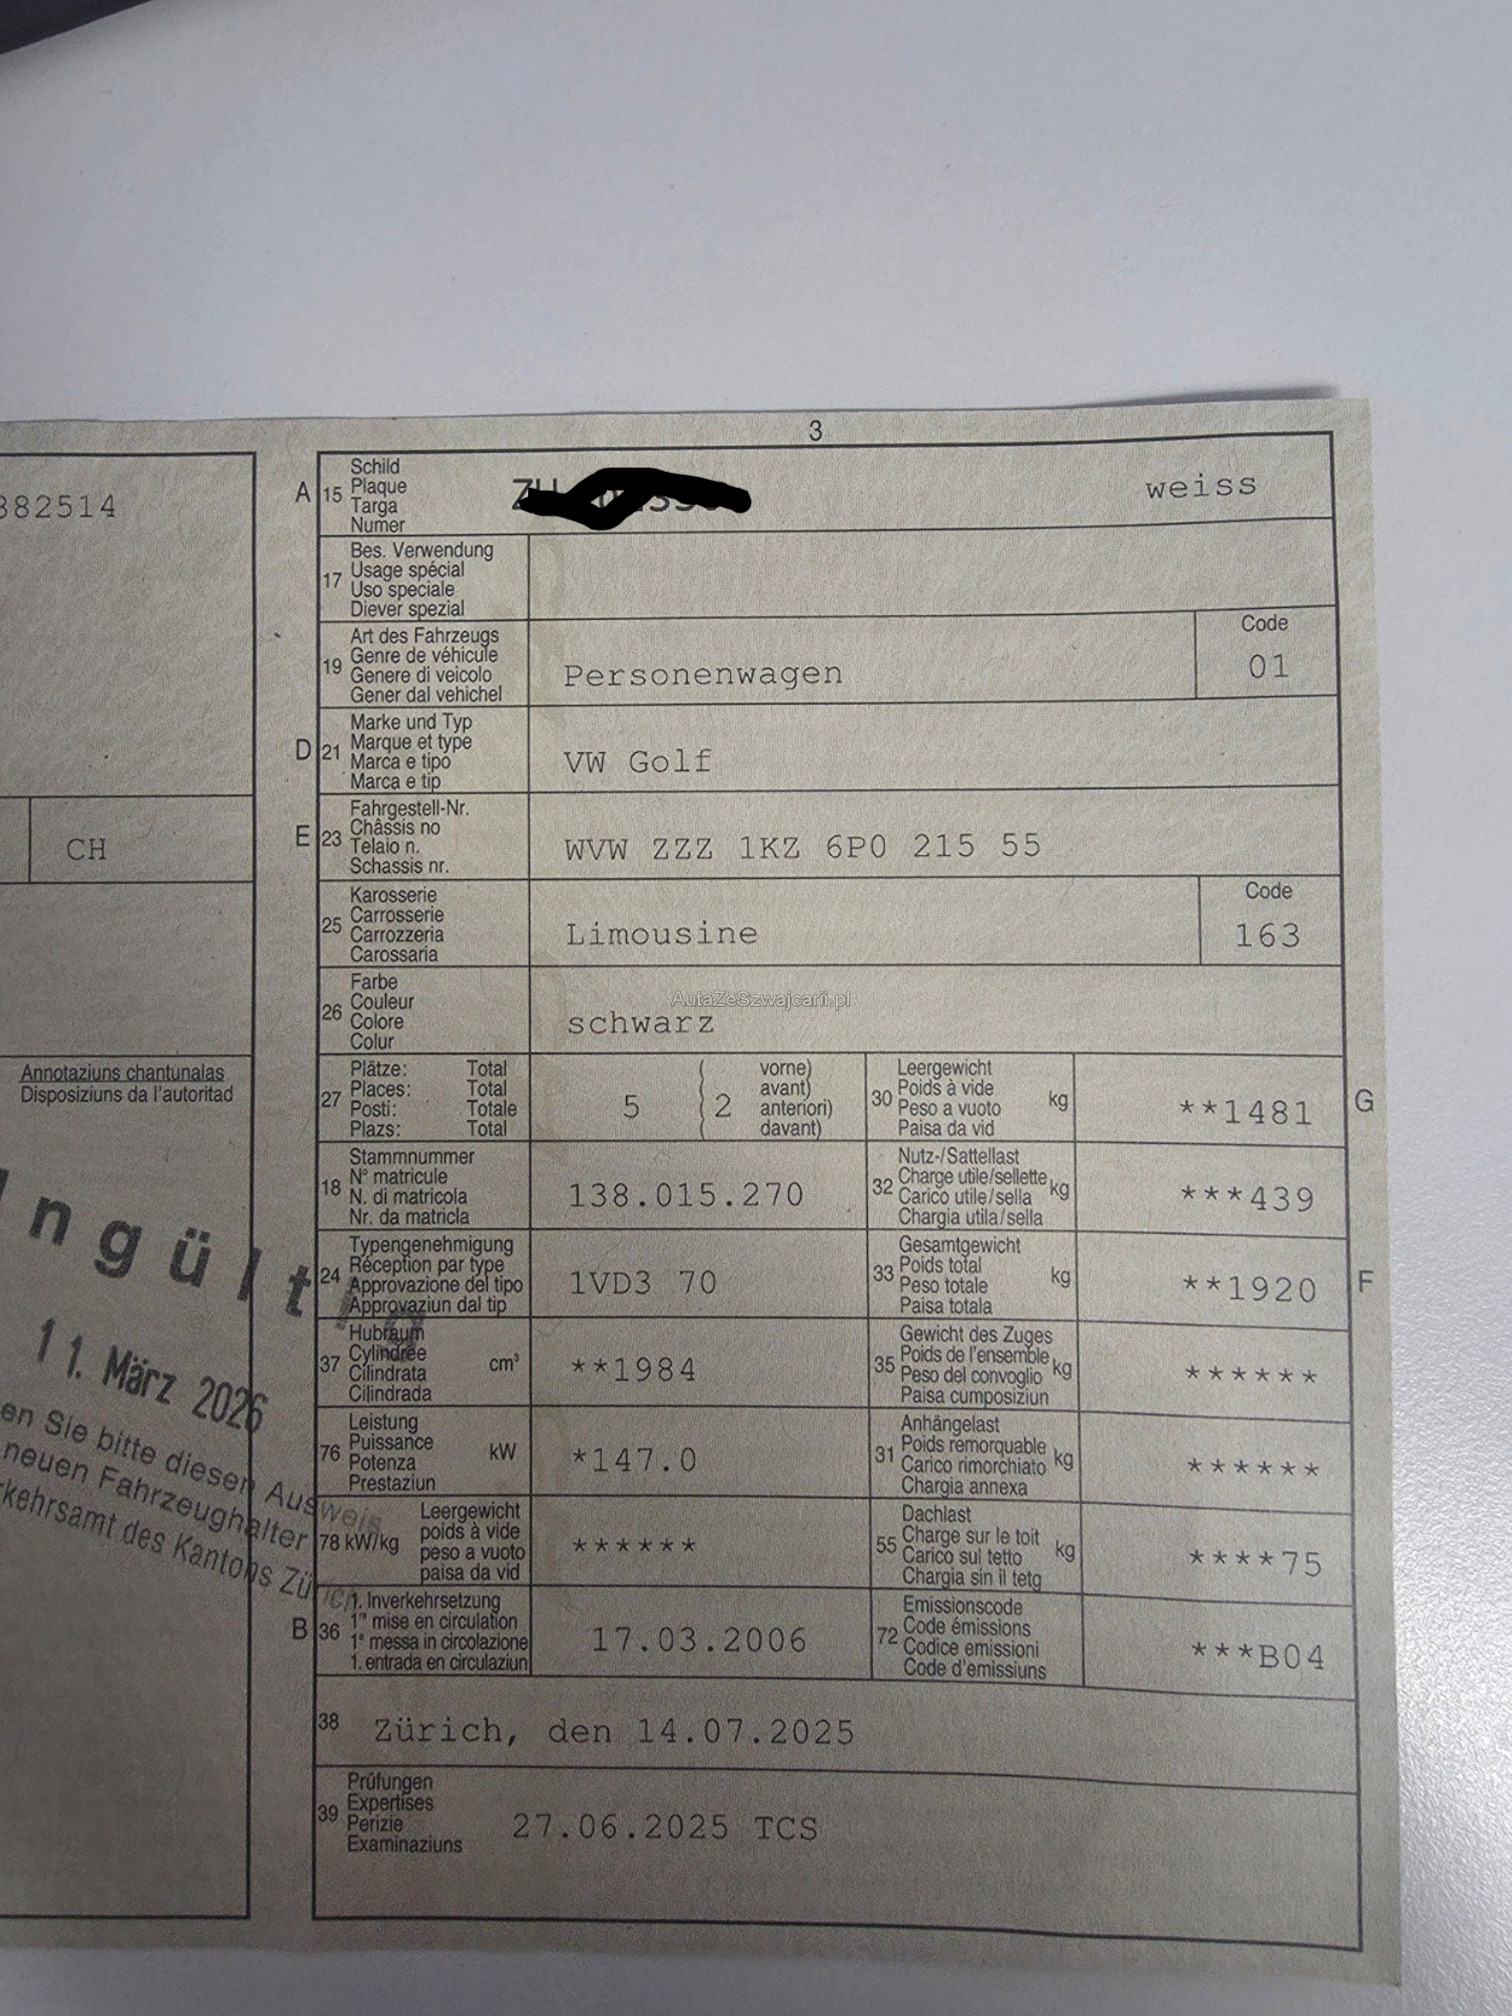 382514
CH
Annotaziuns chantunalas
Disposiziuns da l'autoritad
ngültig
11. März 2026
en Sie bitte diesen Ausweis
neuen Fahrzeughalter
kehrsamt des Kantons Zürich
3
A 15 Schild
Plaque
Targa
Numer
weiss
17 Bes. Verwendung
Usage spécial
Uso speciale
Diever spezial
19 Art des Fahrzeugs
Genre de véhicule
Genere di veicolo
Gener dal vehichel
Personenwagen
Code
01
D 21 Marke und Typ
Marque et type
Marca e tipo
Marca e tip
VW Golf
E 23 Fahrgestell-Nr.
Châssis no
Telaio n.
Schassis nr.
WVW ZZZ 1KZ 6P0 215 55
25 Karosserie
Carrosserie
Carrozzeria
Carossaria
Limousine
Code
163
26 Farbe
Couleur
Colore
Colur
schwarz
AutaZeSzwajcarii.pl
27 Plätze: Total
Places: Total
Posti: Totale
Plazs: Total
5 ( 2 vorne)
avant)
anteriori)
davant)
30 Leergewicht
Poids à vide
Peso a vuoto
Paisa da vid
kg
**1481
G
18 Stammnummer
N° matricule
N. di matricola
Nr. da matricla
138.015.270
32 Nutz-/Sattellast
Charge utile/sellette
Carico utile/sella
Chargia utila/sella
kg
***439
24 Typengenehmigung
Réception par type
Approvazione del tipo
Approvaziun dal tip
1VD3 70
33 Gesamtgewicht
Poids total
Peso totale
Paisa totala
kg
**1920
F
37 Hubraum
Cylindrée
Cilindrata
Cilindrada
cm³
**1984
35 Gewicht des Zuges
Poids de l'ensemble
Peso del convoglio
Paisa cumposiziun
kg
******
76 Leistung
Puissance
Potenza
Prestaziun
kW
*147.0
31 Anhängelast
Poids remorquable
Carico rimorchiato
Chargia annexa
kg
******
78 kW/kg Leergewicht
poids à vide
peso a vuoto
paisa da vid
******
55 Dachlast
Charge sur le toit
Carico sul tetto
Chargia sin il tetg
kg
****75
B 36 1. Inverkehrsetzung
1re mise en circulation
1a messa in circolazione
1. entrada en circulaziun
17.03.2006
72 Emissionscode
Code émissions
Codice emissioni
Code d'emissiuns
***B04
38 Zürich, den 14.07.2025
39 Prüfungen
Expertises
Perizie
Examinaziuns
27.06.2025 TCS